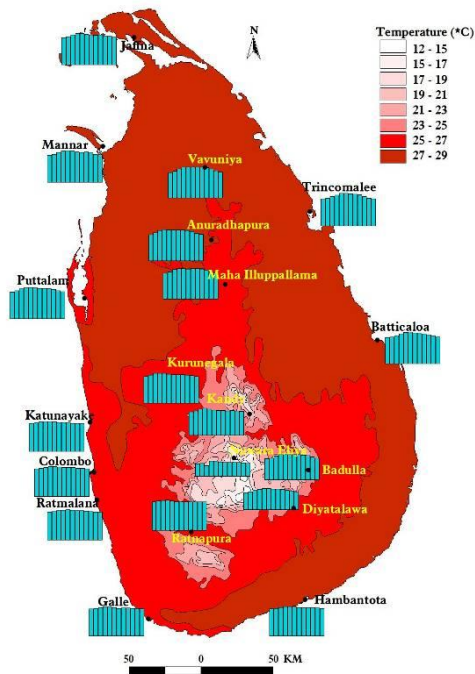 N
Temperature (*C)
12 - 15
15 - 17
17 - 19
19 - 21
21 - 23
23 - 25
25 - 27
27 - 29
Jaffna
Mannar
Vavuniya
Trincomalee
Anuradhapura
Maha Illuppallama
Puttalam
Batticaloa
Kurunegala
Kandy
Katunayake
Nuwara Eliya
Colombo
Badulla
Ratmalana
Diyatalawa
Ratnapura
Galle
Hambantota
50 0 50 KM